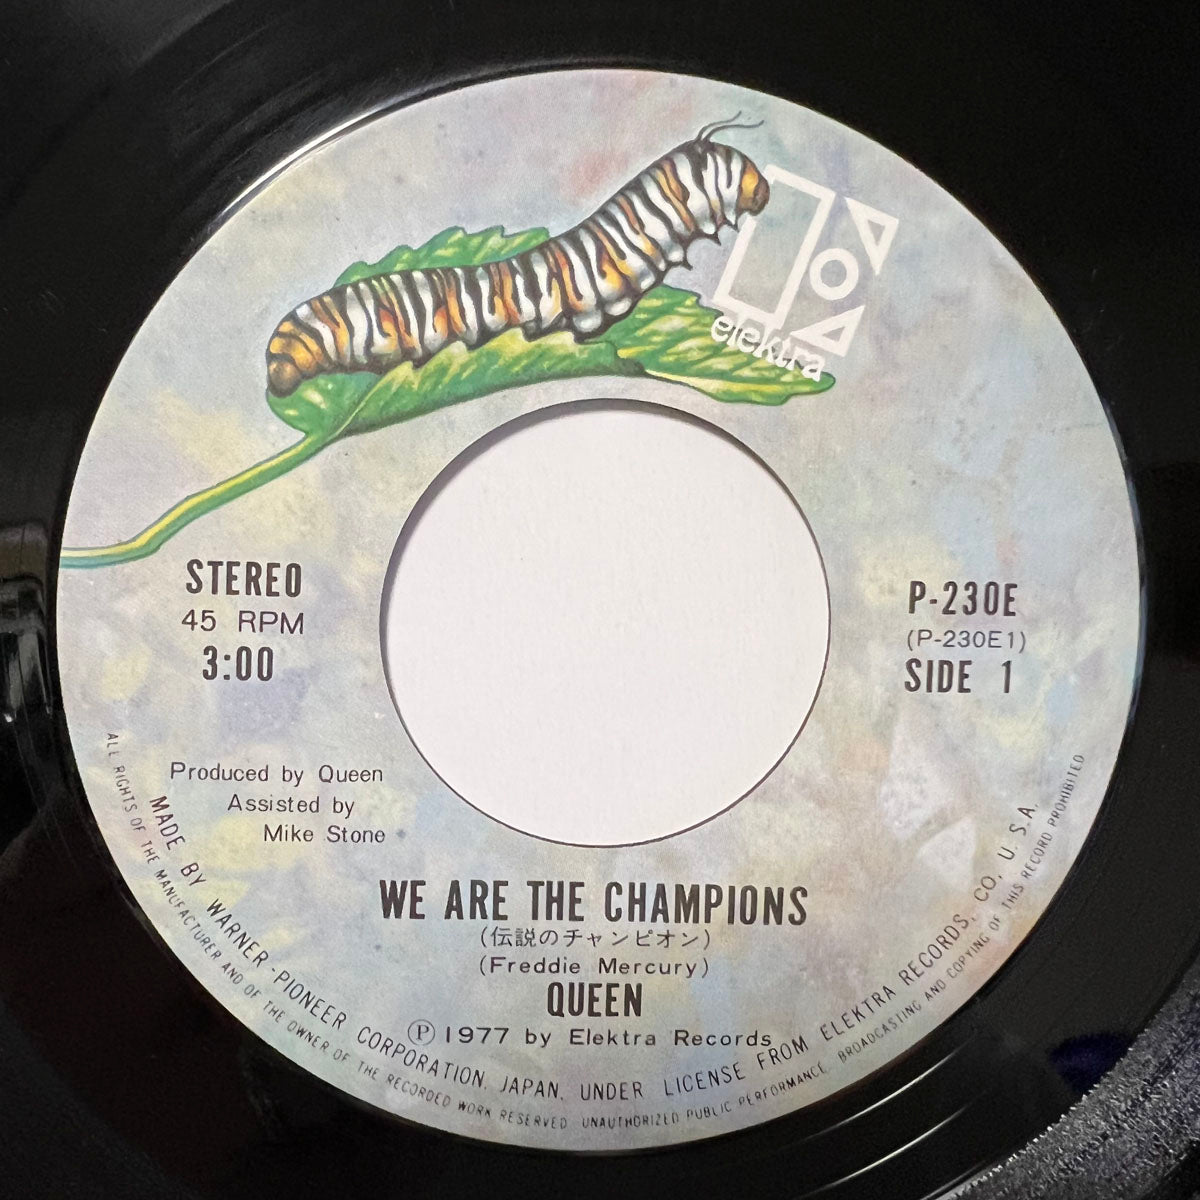 elektra
STEREO
45 RPM
3:00
P-230E
(P-230E1)
SIDE 1
Produced by Queen
Assisted by
Mike Stone
WE ARE THE CHAMPIONS
(伝説のチャンピオン)
(Freddie Mercury)
QUEEN
Ⓟ 1977 by Elektra Records
MADE BY WARNER-PIONEER CORPORATION, JAPAN, UNDER LICENSE FROM ELEKTRA RECORDS, CO. U.S.A.
ALL RIGHTS OF THE MANUFACTURER AND OF THE OWNER OF THE RECORDED WORK RESERVED UNAUTHORIZED PUBLIC PERFORMANCE BROADCASTING AND COPYING OF THIS RECORD PROHIBITED